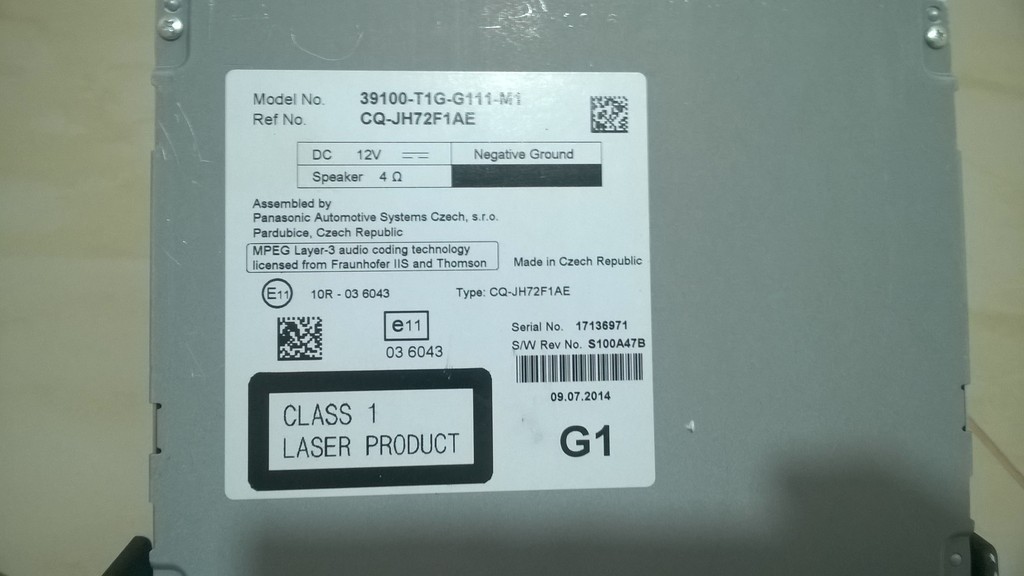 Model No. 39100-T1G-G111-M1
Ref No. CQ-JH72F1AE
DC 12V Negative Ground
Speaker 4 Ω
Assembled by
Panasonic Automotive Systems Czech, s.r.o.
Pardubice, Czech Republic
MPEG Layer-3 audio coding technology
licensed from Fraunhofer IIS and Thomson
Made in Czech Republic
E11 10R - 03 6043 Type: CQ-JH72F1AE
e11
03 6043
Serial No. 17136971
S/W Rev No. S100A47B
09.07.2014
G1
CLASS 1
LASER PRODUCT